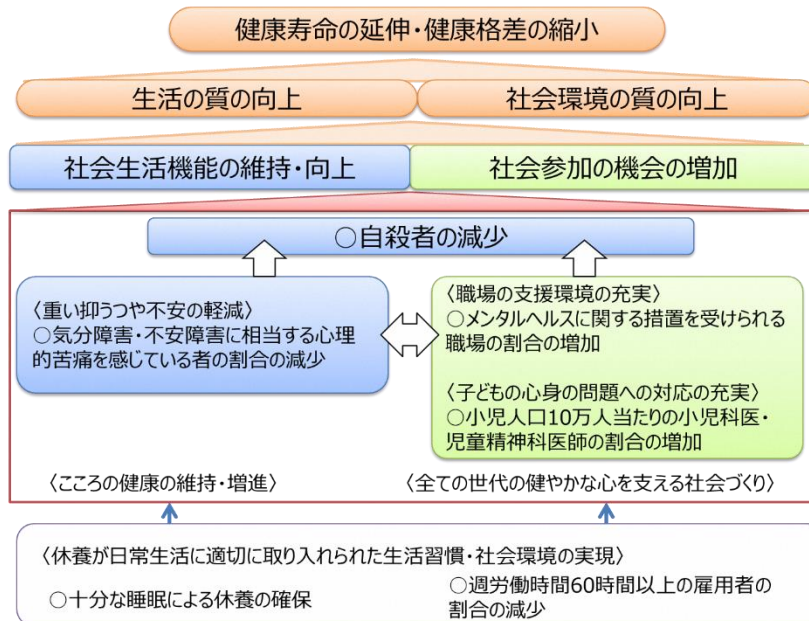 健康寿命の延伸・健康格差の縮小
生活の質の向上
社会環境の質の向上
社会生活機能の維持・向上
社会参加の機会の増加
○自殺者の減少
〈重い抑うつや不安の軽減〉
○気分障害・不安障害に相当する心理
的苦痛を感じている者の割合の減少
〈職場の支援環境の充実〉
○メンタルヘルスに関する措置を受けられる
職場の割合の増加
〈子どもの心身の問題への対応の充実〉
○小児人口10万人当たりの小児科医・
児童精神科医師の割合の増加
〈こころの健康の維持・増進〉
〈全ての世代の健やかな心を支える社会づくり〉
〈休養が日常生活に適切に取り入れられた生活習慣・社会環境の実現〉
○十分な睡眠による休養の確保
○週労働時間60時間以上の雇用者の
割合の減少